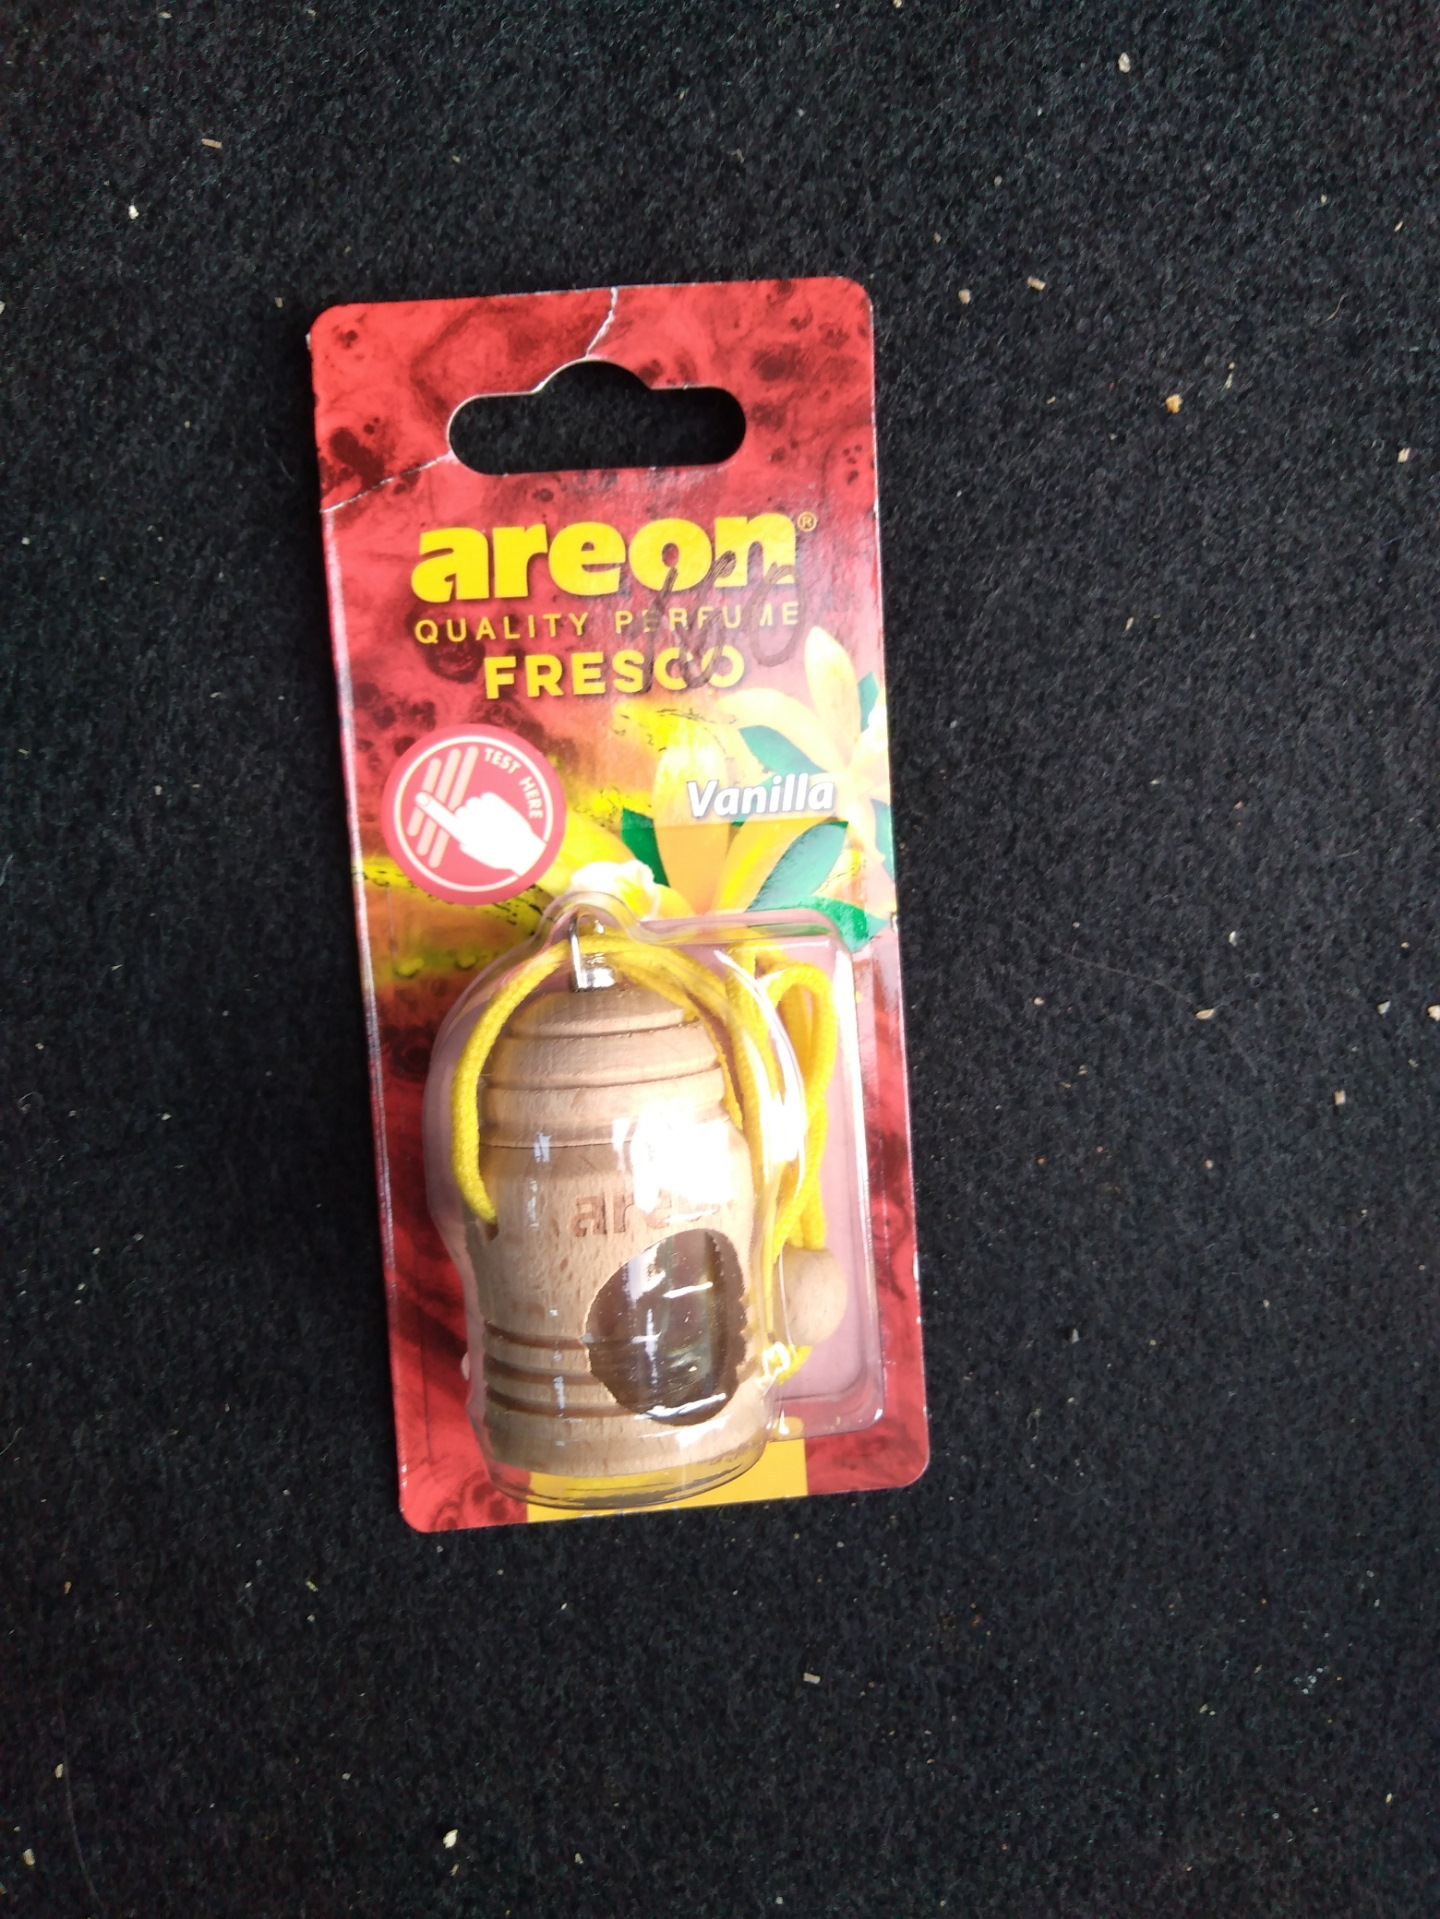 areon®
QUALITY PERFUME
FRESCO
TEST HERE
Vanilla